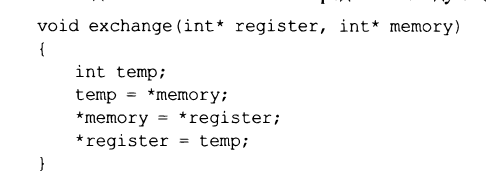 void exchange(int* register, int* memory)
{
    int temp;
    temp = *memory;
    *memory = *register;
    *register = temp;
}